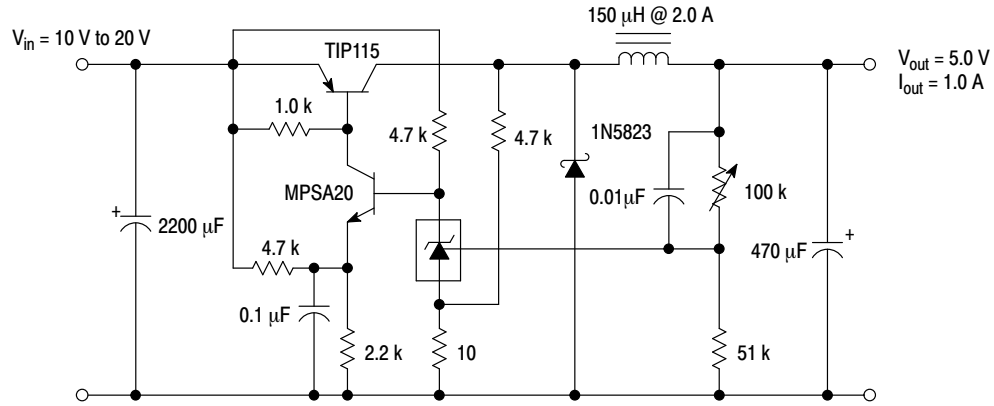 150 μH @ 2.0 A
V_in = 10 V to 20 V
TIP115
V_out = 5.0 V
I_out = 1.0 A
1.0 k
4.7 k
4.7 k
1N5823
MPSA20
0.01μF
100 k
+
2200 μF
4.7 k
470 μF
+
0.1 μF
2.2 k
10
51 k